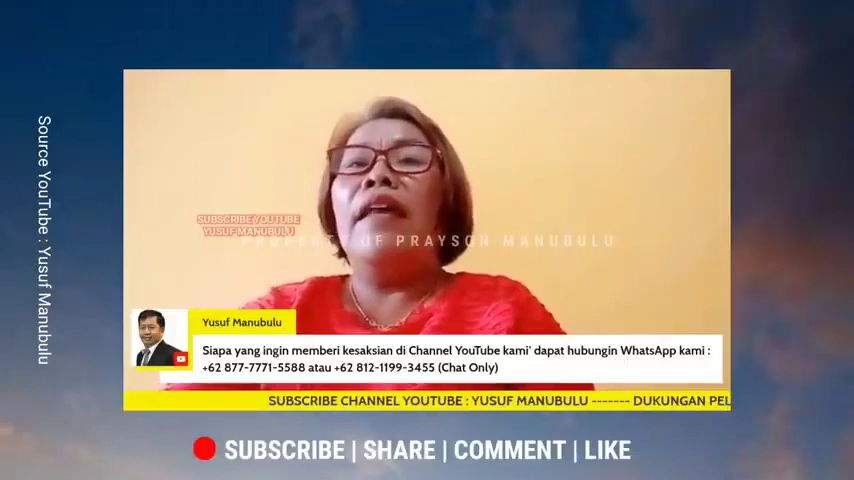 Source YouTube : Yusuf Manubulu
SUBSCRIBE YOUTUBE
YUSUF MANUBULU
PROPERTY OF PRAYSON MANUBULU
Yusuf Manubulu
Siapa yang ingin memberi kesaksian di Channel YouTube kami' dapat hubungin WhatsApp kami :
+62 877-7771-5588 atau +62 812-1199-3455 (Chat Only)
SUBSCRIBE CHANNEL YOUTUBE : YUSUF MANUBULU ------- DUKUNGAN PEL
SUBSCRIBE | SHARE | COMMENT | LIKE